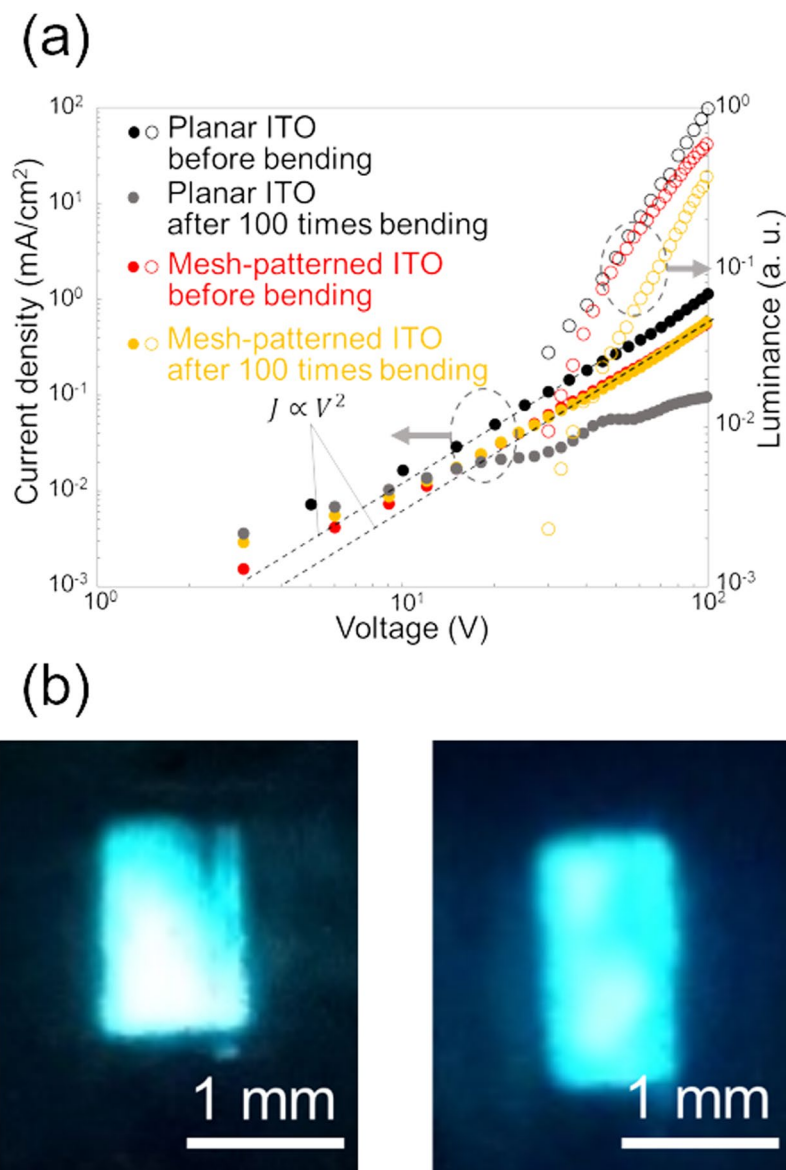 (a)
10²
10¹
10⁰
10⁻¹
10⁻²
10⁻³
Current density (mA/cm²)
Planar ITO
before bending
Planar ITO
after 100 times bending
Mesh-patterned ITO
before bending
Mesh-patterned ITO
after 100 times bending
J ∝ V²
10⁰
10⁻¹
10⁻²
10⁻³
Luminance (a. u.)
10⁰
10¹
10²
Voltage (V)
(b)
1 mm
1 mm